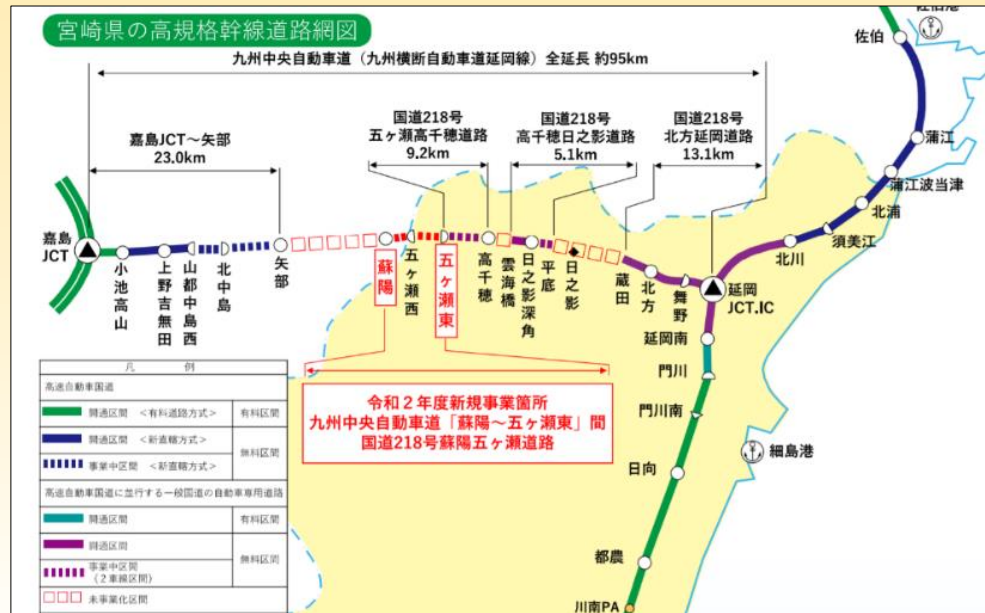 宮崎県の高規格幹線道路網図
九州中央自動車道（九州横断自動車道延岡線）全延長 約95km
嘉島JCT～矢部
23.0km
国道218号
五ヶ瀬高千穂道路
9.2km
国道218号
高千穂日之影道路
5.1km
国道218号
北方延岡道路
13.1km
佐伯港
佐伯
蒲江
蒲江波当津
北浦
須美江
北川
嘉島
JCT
小池高山
上野吉無田
山都中島西
北中島
矢部
蘇陽
五ヶ瀬西
五ヶ瀬東
高千穂
雲海橋
日之影深角
平底
日之影
蔵田
北方
舞野
延岡
JCT.IC
延岡南
門川
門川南
日向
細島港
都農
川南PA
令和２年度新規事業箇所
九州中央自動車道「蘇陽～五ヶ瀬東」間
国道218号蘇陽五ヶ瀬道路
凡 例
高速自動車国道
開通区間 ＜有料道路方式＞ 有料区間
開通区間 ＜新直轄方式＞
無料区間
事業中区間 ＜新直轄方式＞
高速自動車国道に並行する一般国道の自動車専用道路
開通区間 有料区間
開通区間
無料区間
事業中区間
（２車線区間）
未事業化区間